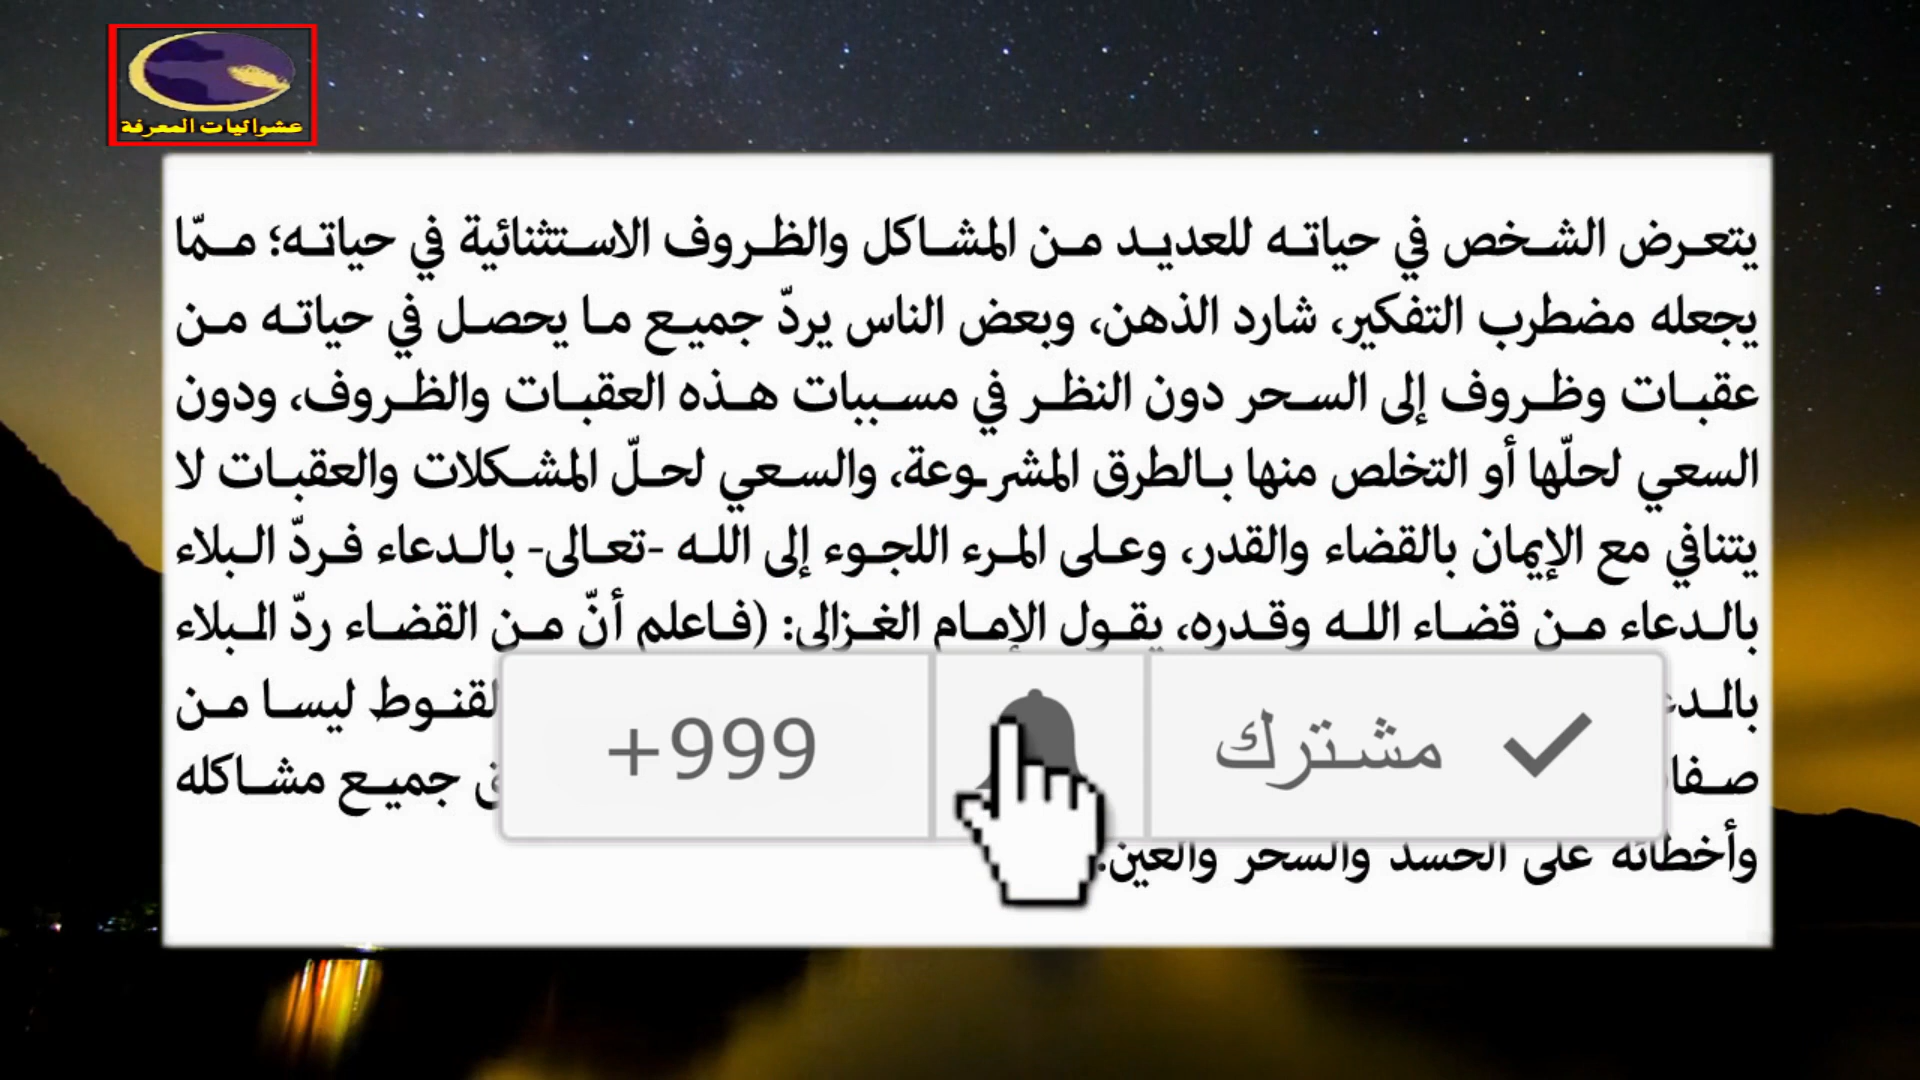 عشوائيات المعرفة
يتعرض الشخص في حياته للعديد من المشاكل والظروف الاستثنائية في حياته؛ ممّا
يجعله مضطرب التفكير، شارد الذهن، وبعض الناس يردّ جميع ما يحصل في حياته من
عقبات وظروف إلى السحر دون النظر في مسببات هذه العقبات والظروف، ودون
السعي لحلّها أو التخلص منها بالطرق المشروعة، والسعي لحلّ المشكلات والعقبات لا
يتنافي مع الإيمان بالقضاء والقدر، وعلى المرء اللجوء إلى الله -تعالى- بالدعاء فردّ البلاء
بالدعاء من قضاء الله وقدره، يقول الإمام الغزالي: (فاعلم أنّ من القضاء ردّ البلاء
ليسا من
جميع مشاكله
+999 مشترك
وأخطائه على الحسد والسحر والعين.